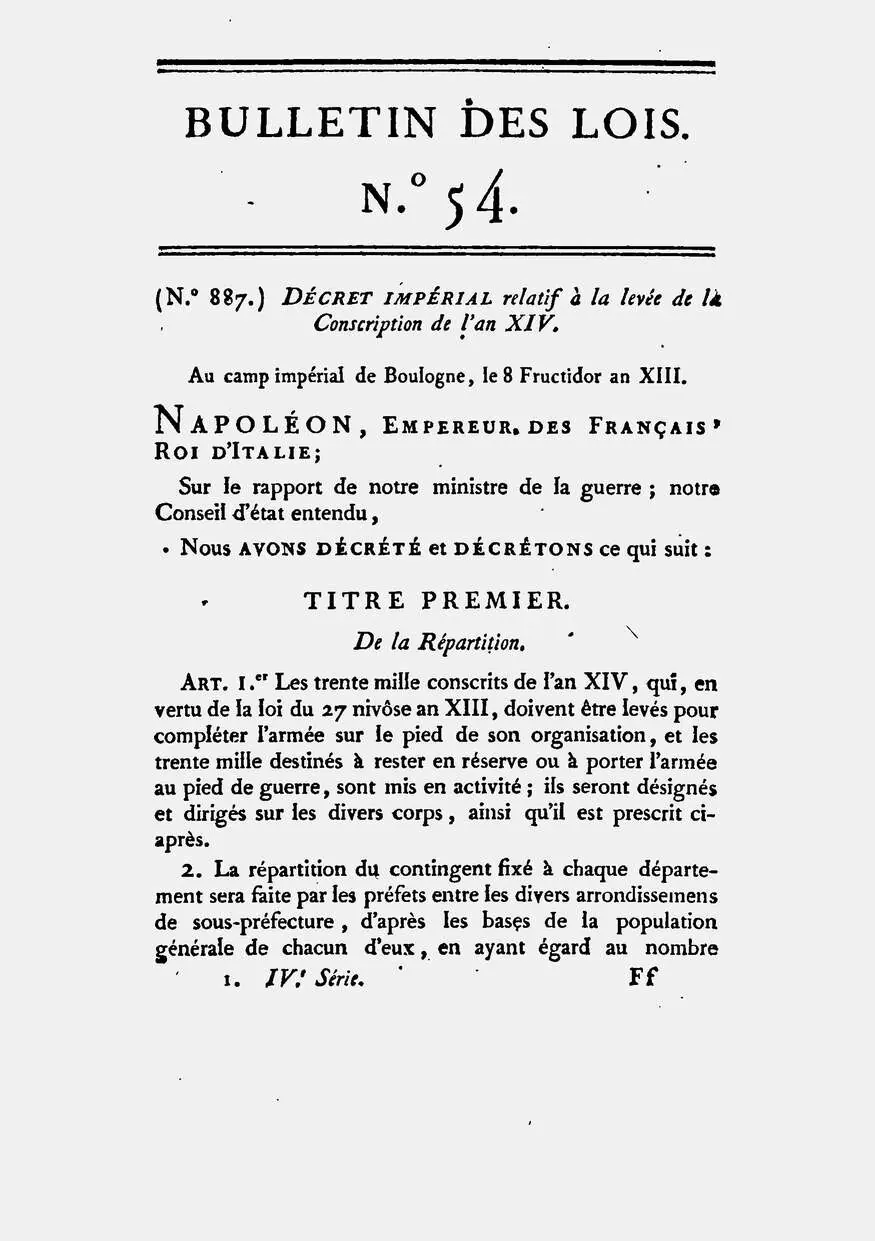 BULLETIN DES LOIS.
N.° 54.
(N.° 887.) DÉCRET IMPÉRIAL relatif à la levée de la
Conscription de l'an XIV.
Au camp impérial de Boulogne, le 8 Fructidor an XIII.
NAPOLÉON, EMPEREUR DES FRANÇAIS,
ROI D'ITALIE;
Sur le rapport de notre ministre de la guerre ; notre
Conseil d'état entendu,
Nous AVONS DÉCRÉTÉ et DÉCRÉTONS ce qui suit :
TITRE PREMIER.
De la Répartition.
ART. 1.er Les trente mille conscrits de l'an XIV, qui, en
vertu de la loi du 27 nivôse an XIII, doivent être levés pour
compléter l'armée sur le pied de son organisation, et les
trente mille destinés à rester en réserve ou à porter l'armée
au pied de guerre, sont mis en activité ; ils seront désignés
et dirigés sur les divers corps, ainsi qu'il est prescrit ci-
après.
2. La répartition du contingent fixé à chaque départe-
ment sera faite par les préfets entre les divers arrondissemens
de sous-préfecture, d'après les bases de la population
générale de chacun d'eux, en ayant égard au nombre
1. IV.e Série. Ff